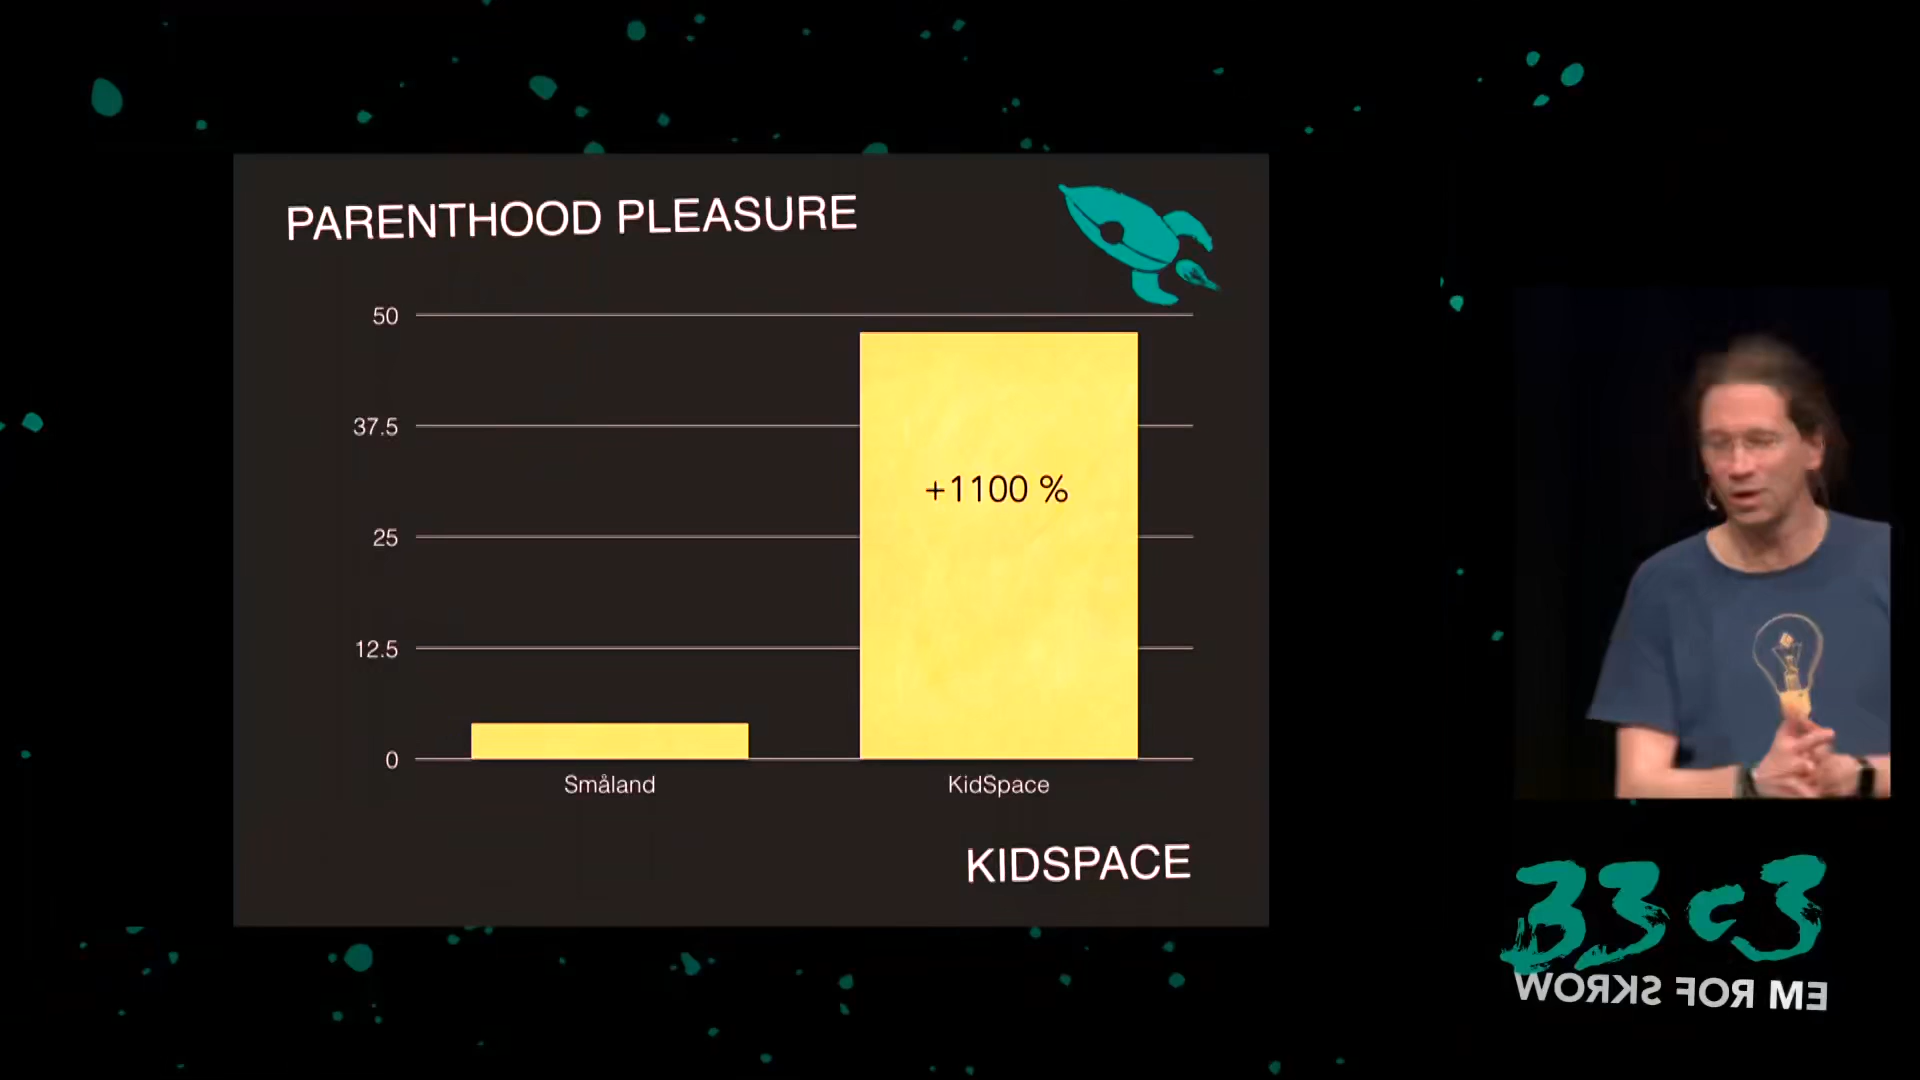 PARENTHOOD PLEASURE
50
37.5
25
12.5
0
+1100 %
Småland
KidSpace
KIDSPACE
33c3
WORKS FOR ME